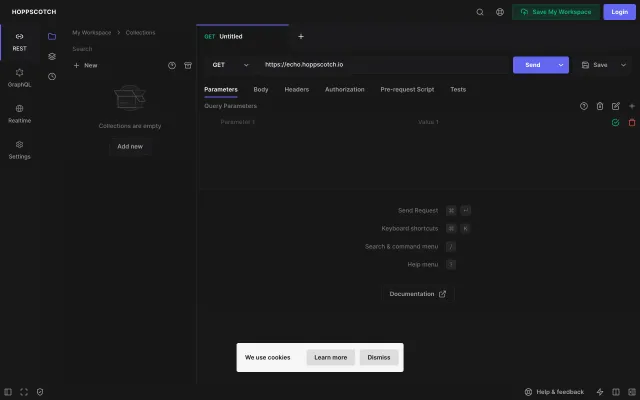 HOPPSCOTCH
Save My Workspace
Login
REST
GraphQL
Realtime
Settings
My Workspace > Collections
Search
New
Collections are empty
Add new
GET Untitled
GET
https://echo.hoppscotch.io
Send
Save
Parameters Body Headers Authorization Pre-request Script Tests
Query Parameters
Parameter 1 Value 1
Send Request ⌘ ↵
Keyboard shortcuts ⌘ K
Search & command menu /
Help menu ?
Documentation
We use cookies
Learn more
Dismiss
Help & feedback